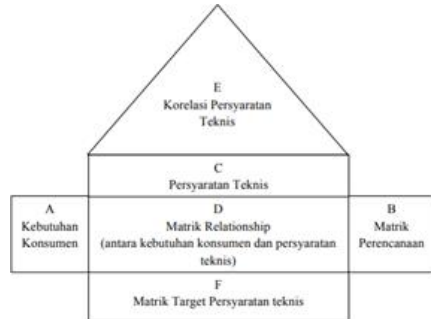 E
Korelasi Persyaratan
Teknis
C
Persyaratan Teknis
A
Kebutuhan
Konsumen
D
Matrik Relationship
(antara kebutuhan konsumen dan persyaratan
teknis)
B
Matrik
Perencanaan
F
Matrik Target Persyaratan teknis